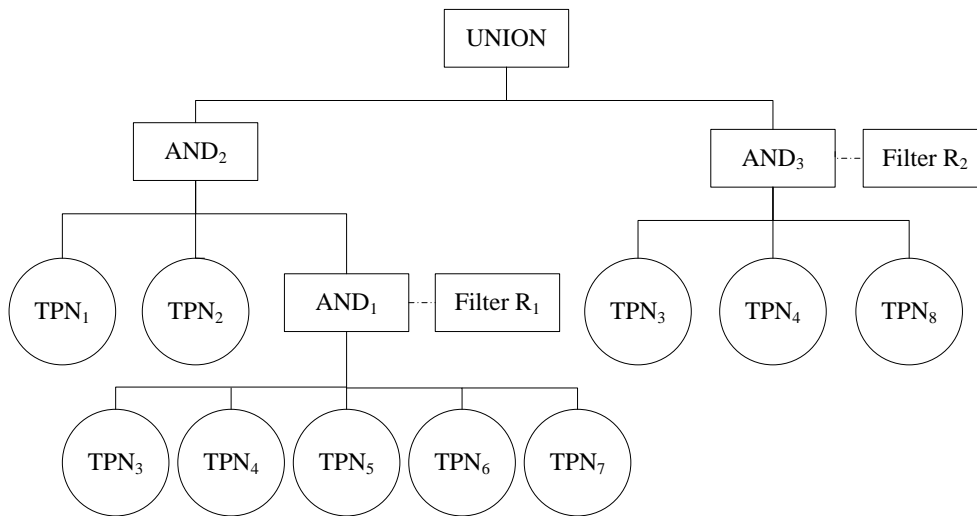 UNION
AND₂
AND₃
Filter R₂
TPN₁
TPN₂
AND₁
Filter R₁
TPN₃
TPN₄
TPN₈
TPN₃
TPN₄
TPN₅
TPN₆
TPN₇